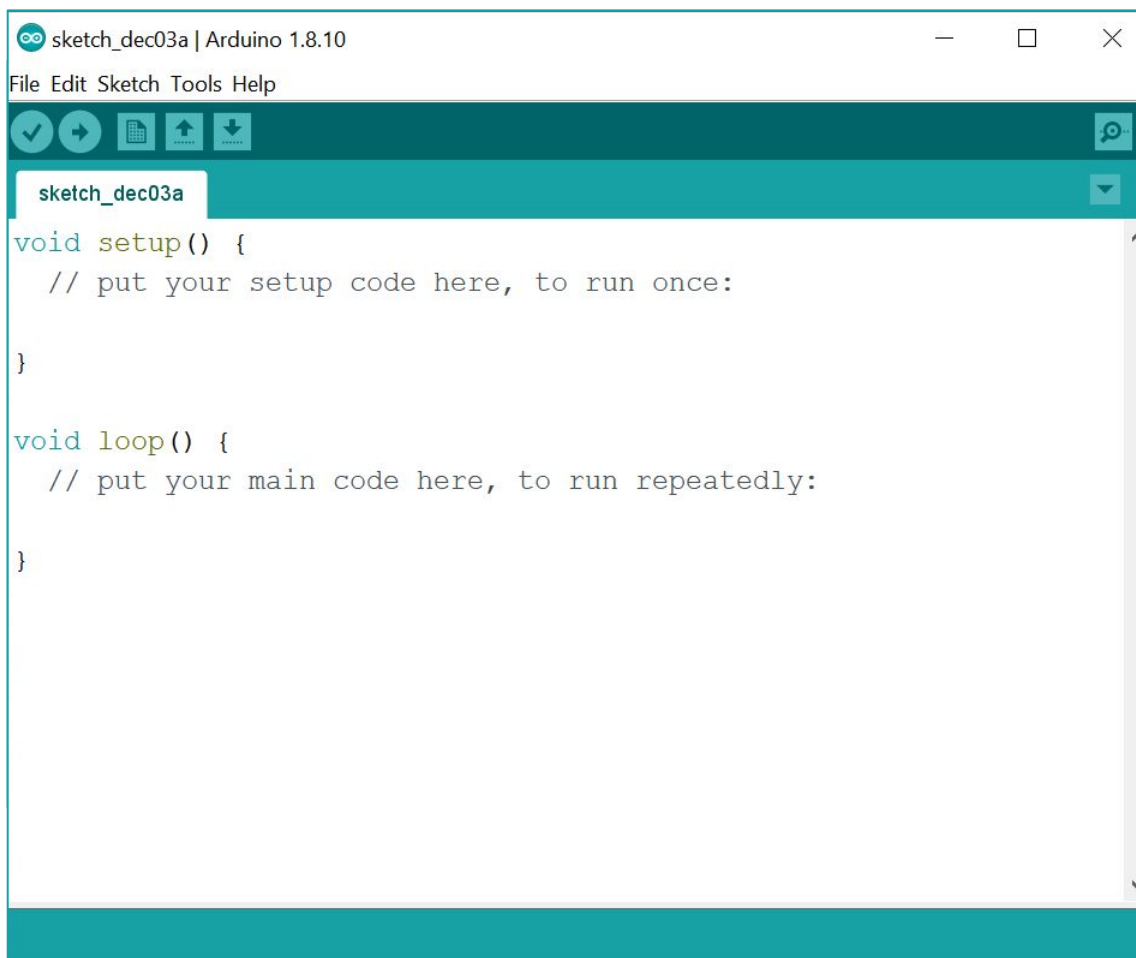 sketch_dec03a | Arduino 1.8.10
File Edit Sketch Tools Help
sketch_dec03a
void setup() {
  // put your setup code here, to run once:
}
void loop() {
  // put your main code here, to run repeatedly:
}